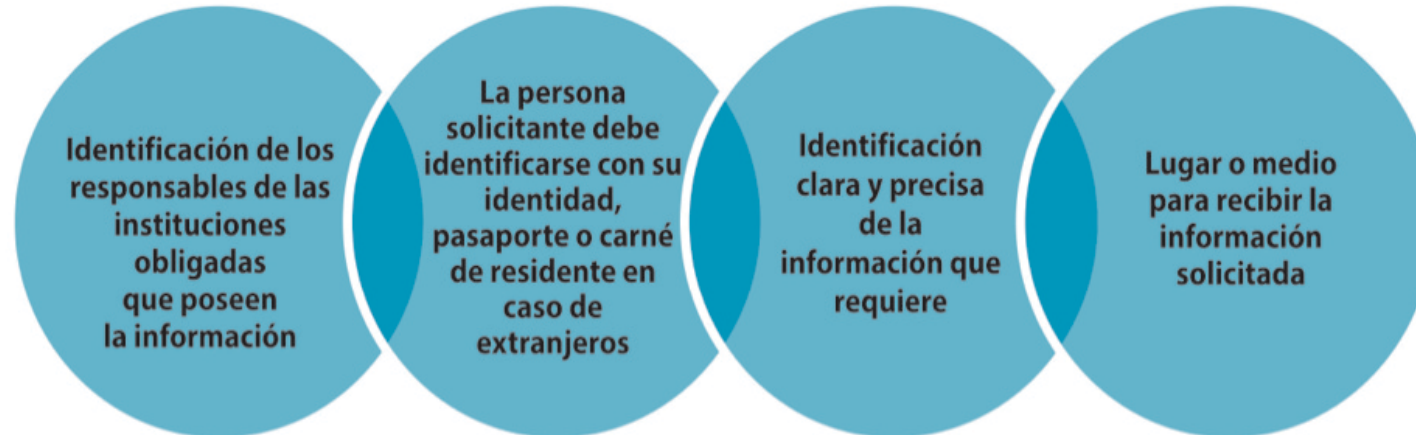 Identificación de los
responsables de las
instituciones
obligadas
que poseen
la información
La persona
solicitante debe
identificarse con su
identidad,
pasaporte o carné
de residente en
caso de
extranjeros
Identificación
clara y precisa
de la
información que
requiere
Lugar o medio
para recibir la
información
solicitada